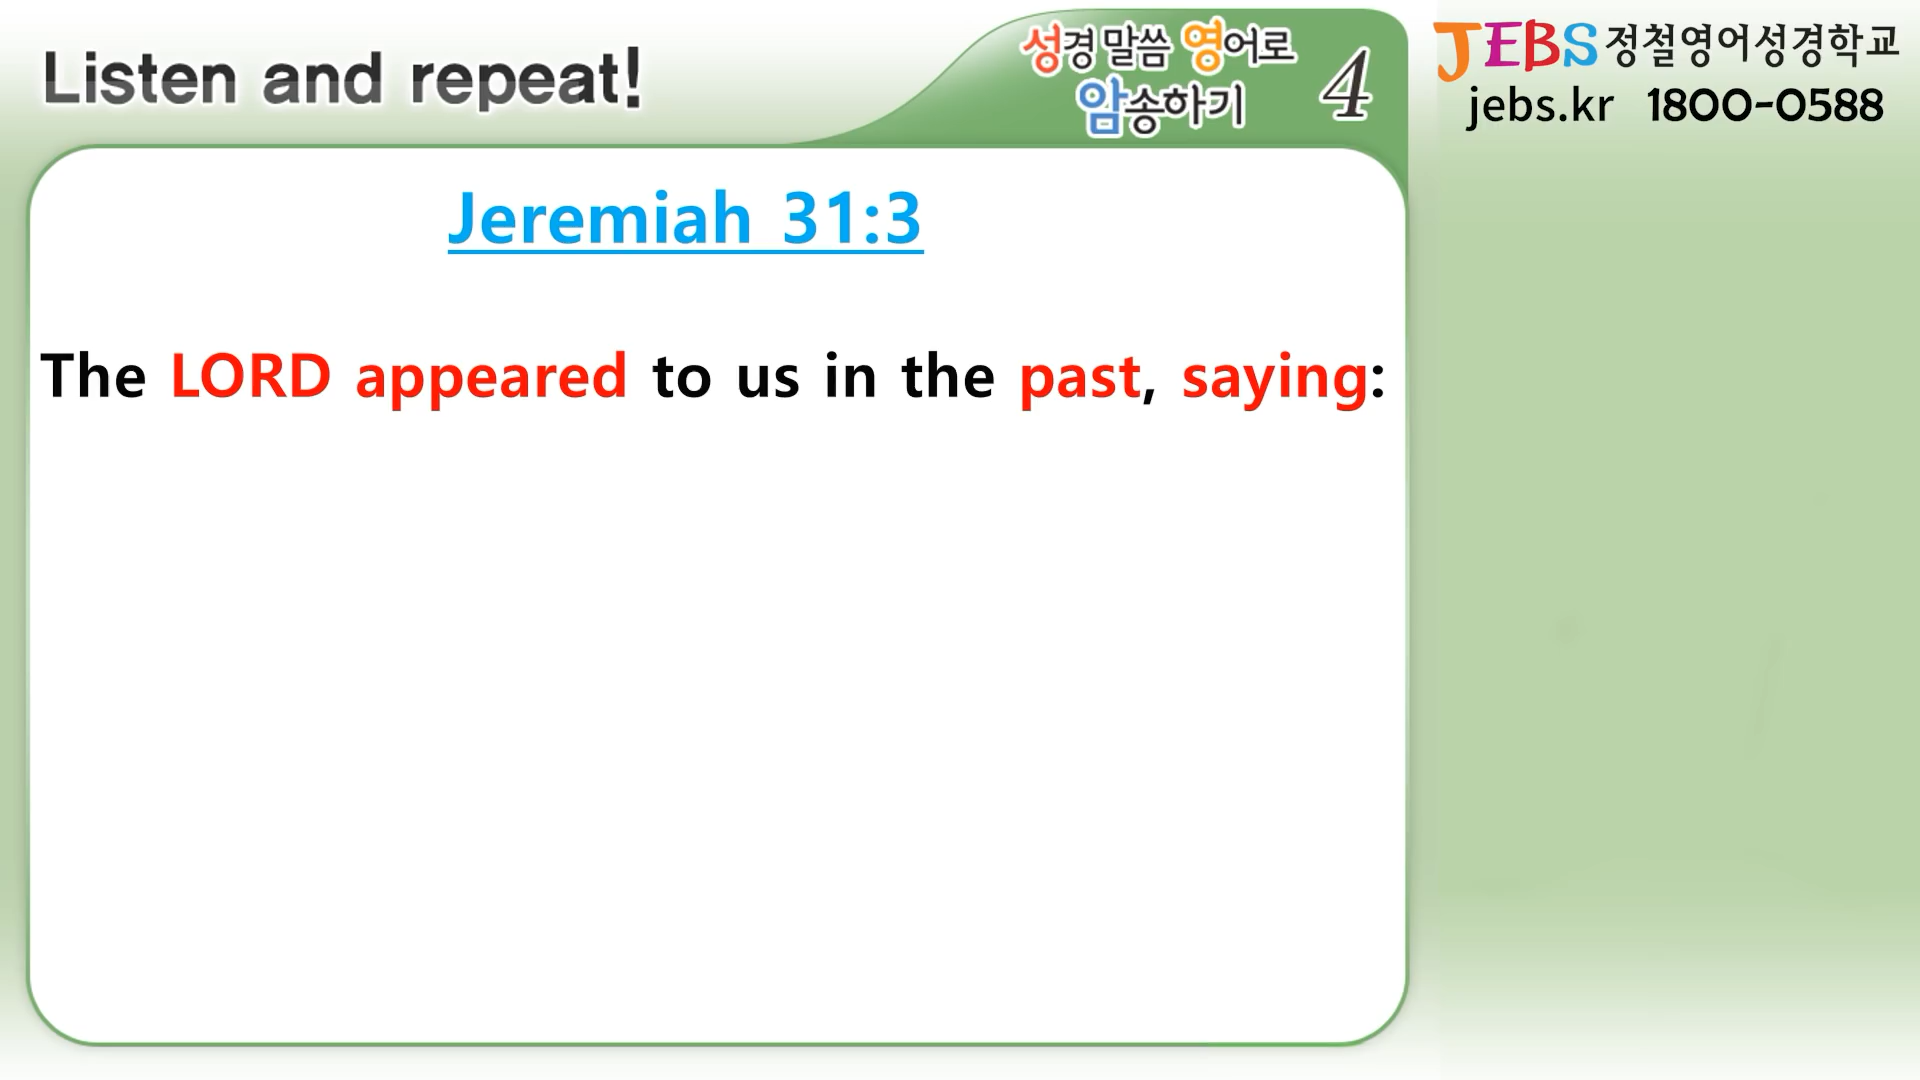 Listen and repeat!
성경 말씀 영어로
암송하기
4
JEBS 정철영어성경학교
jebs.kr 1800-0588
Jeremiah 31:3
The LORD appeared to us in the past, saying: